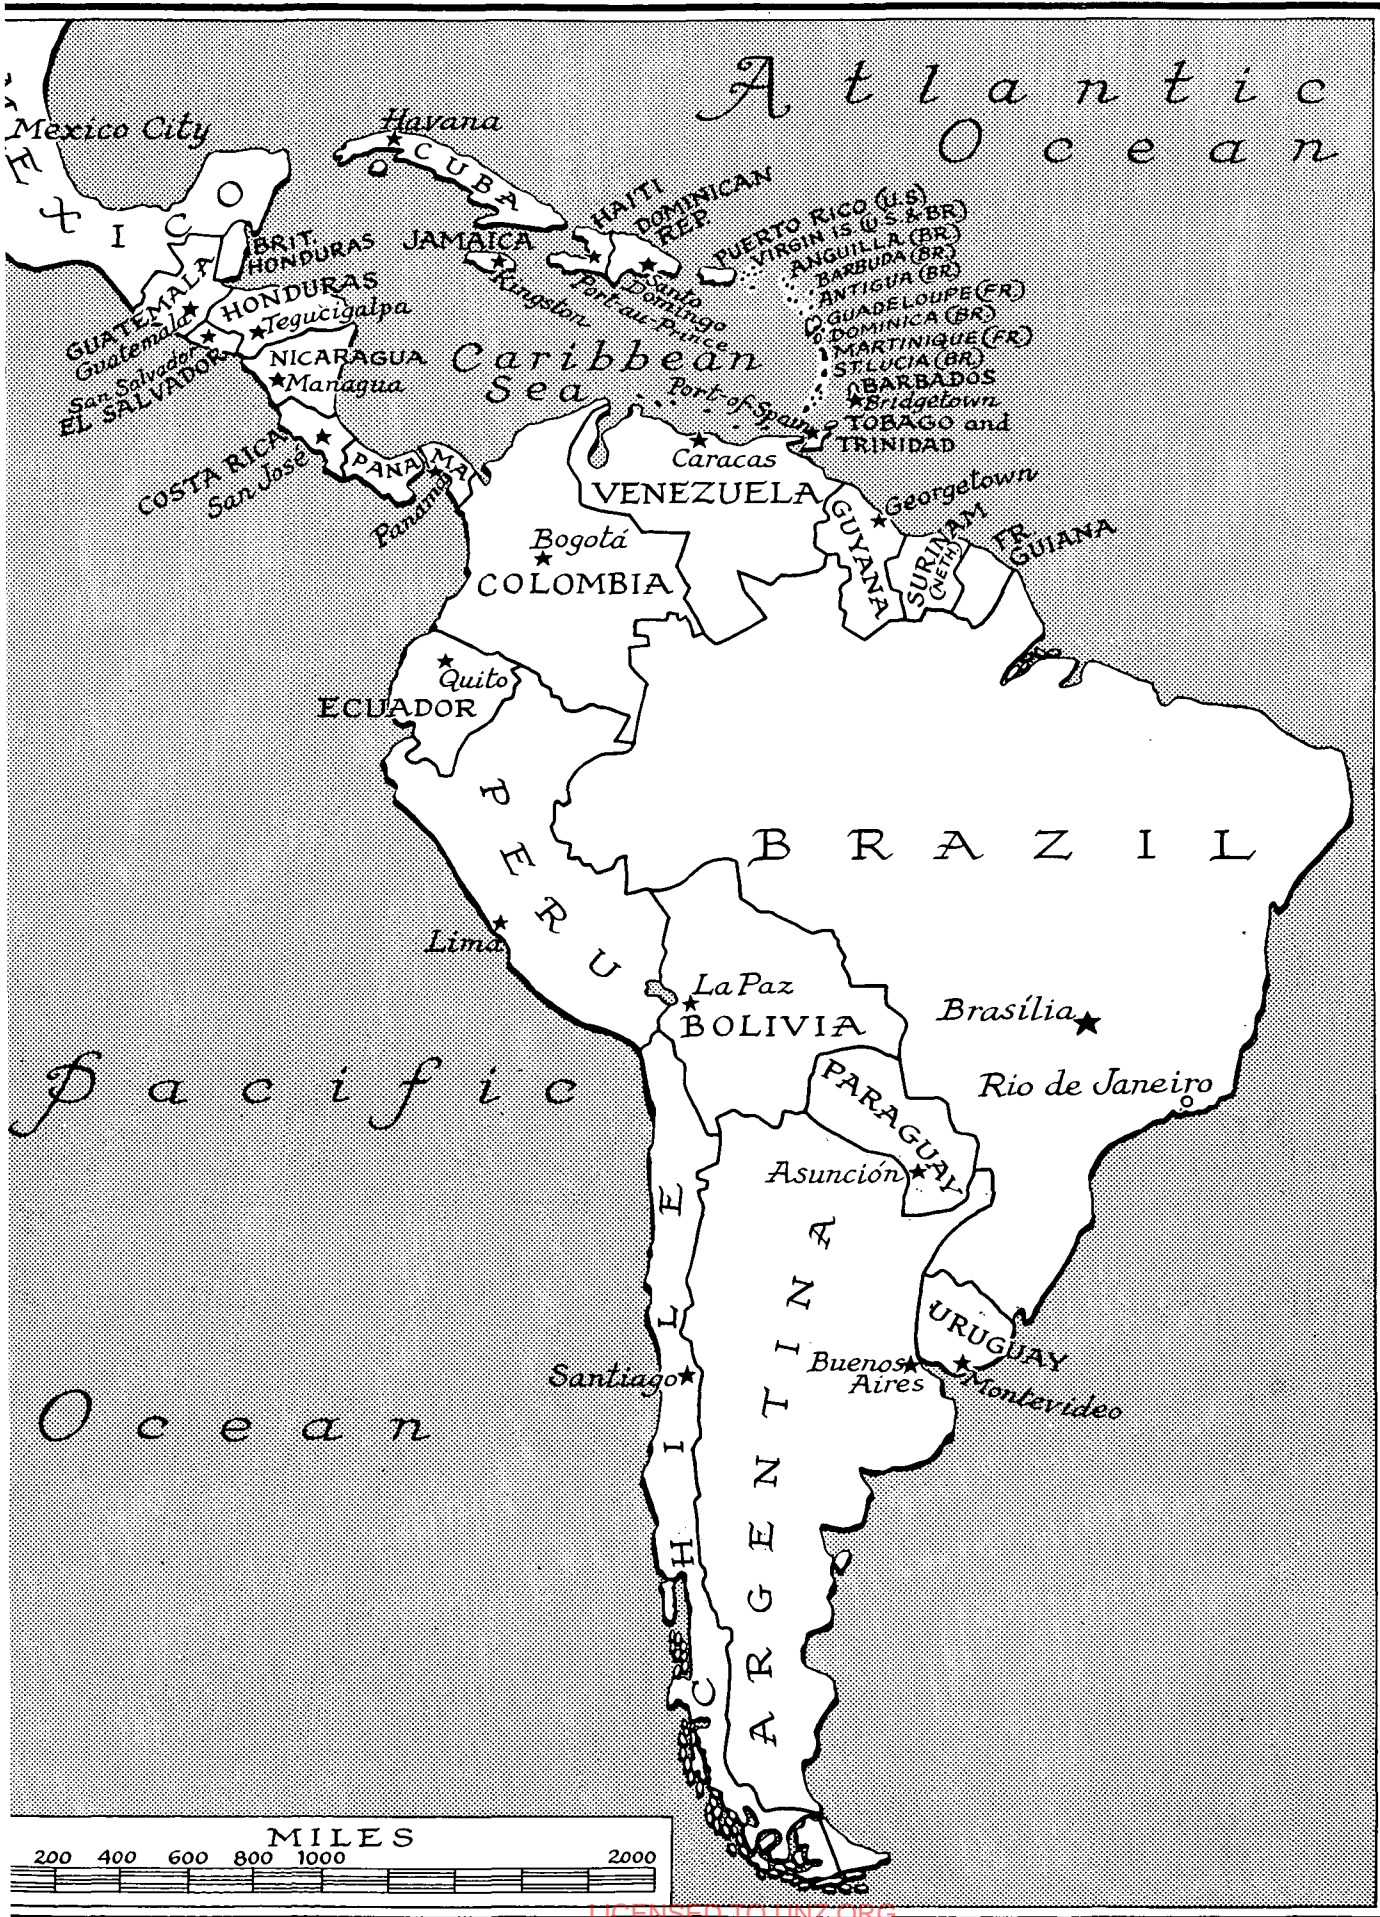 Atlantic
Ocean
Mexico City
MEXICO
Havana
CUBA
HAITI
DOMINICAN
REP.
PUERTO RICO (U.S)
VIRGIN IS (U.S.& BR)
ANGUILLA (BR)
BARBUDA (BR)
ANTIGUA (BR)
GUADELOUPE (FR)
DOMINICA (BR)
MARTINIQUE (FR)
ST. LUCIA (BR)
BARBADOS
Bridgetown
TOBAGO and
TRINIDAD
Port-of-Spain
BRIT.
HONDURAS
JAMAICA
Kingston
Port-au-Prince
Santo
Domingo
GUATEMALA
Guatemala
HONDURAS
Tegucigalpa
San Salvador
EL SALVADOR
NICARAGUA
Managua
Caribbean
Sea
COSTA RICA
San José
PANAMA
Panamá
Caracas
VENEZUELA
Georgetown
GUYANA
SURINAM
(NETH)
FR.
GUIANA
Bogotá
COLOMBIA
Quito
ECUADOR
PERU
Lima
BRAZIL
Brasília
Rio de Janeiro
La Paz
BOLIVIA
PARAGUAY
Asunción
Pacific
Ocean
CHILE
Santiago
ARGENTINA
Buenos
Aires
URUGUAY
Montevideo
MILES
200 400 600 800 1000 2000
LICENSED TO UNZ.ORG